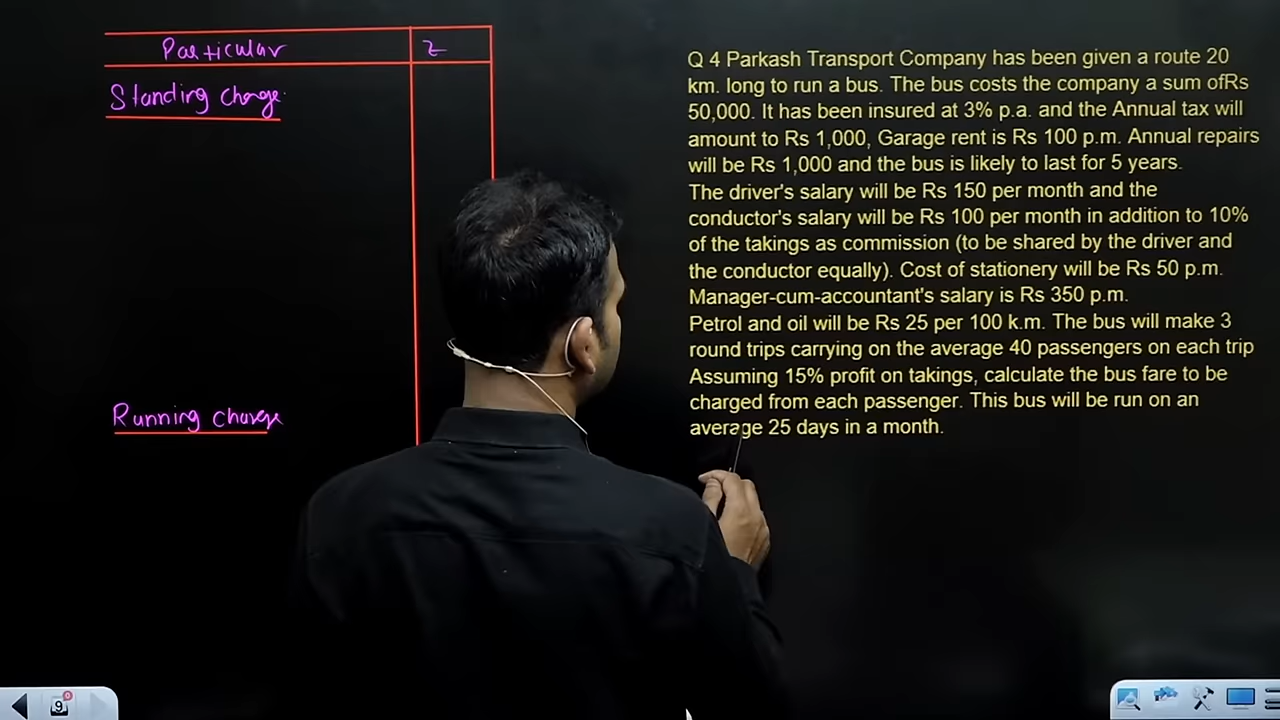 Particular ₹
Standing charge
Running charge
Q 4 Parkash Transport Company has been given a route 20
km. long to run a bus. The bus costs the company a sum ofRs
50,000. It has been insured at 3% p.a. and the Annual tax will
amount to Rs 1,000, Garage rent is Rs 100 p.m. Annual repairs
will be Rs 1,000 and the bus is likely to last for 5 years.
The driver's salary will be Rs 150 per month and the
conductor's salary will be Rs 100 per month in addition to 10%
of the takings as commission (to be shared by the driver and
the conductor equally). Cost of stationery will be Rs 50 p.m.
Manager-cum-accountant's salary is Rs 350 p.m.
Petrol and oil will be Rs 25 per 100 k.m. The bus will make 3
round trips carrying on the average 40 passengers on each trip
Assuming 15% profit on takings, calculate the bus fare to be
charged from each passenger. This bus will be run on an
average 25 days in a month.
9
0